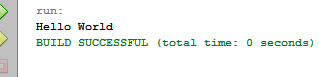 run:
Hello World
BUILD SUCCESSFUL (total time: 0 seconds)